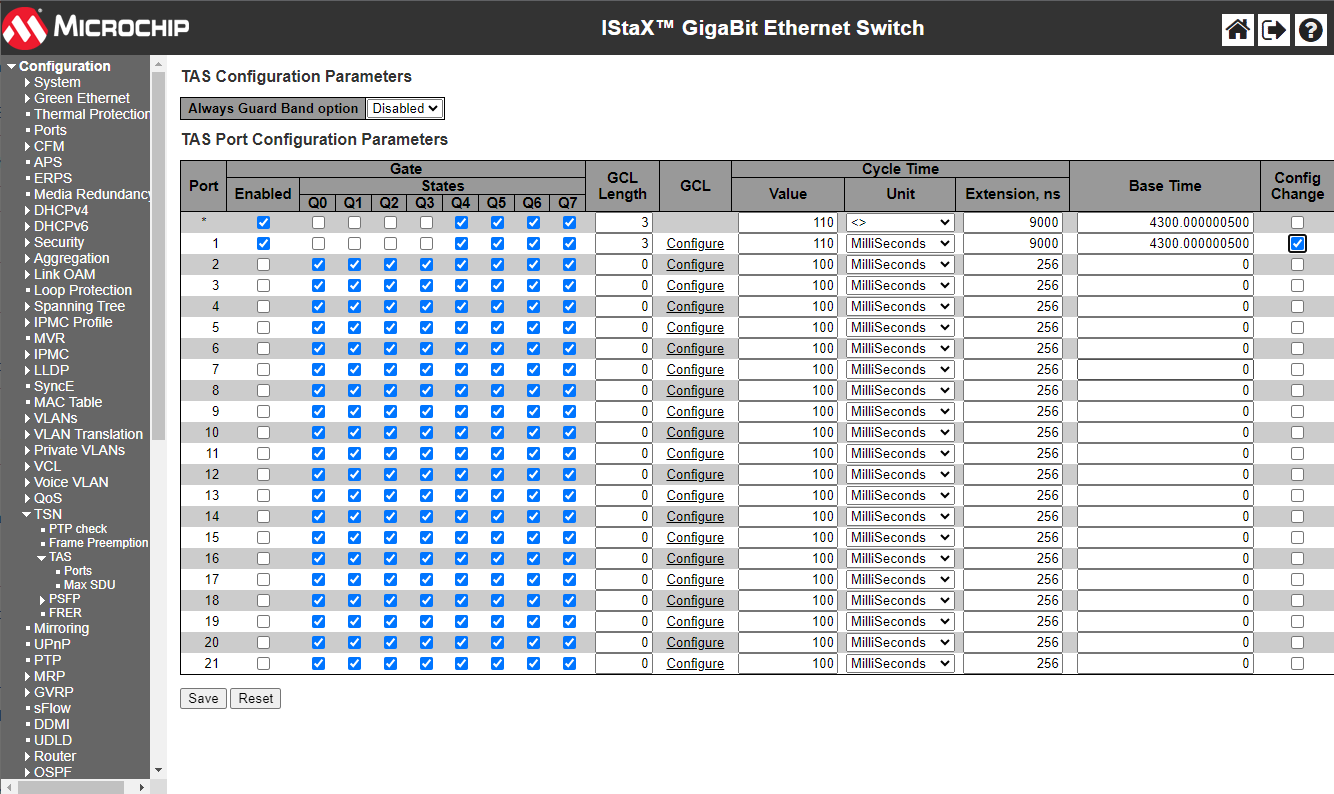 MICROCHIP
IStaX™ GigaBit Ethernet Switch
Configuration
System
Green Ethernet
Thermal Protection
Ports
CFM
APS
ERPS
Media Redundancy
DHCPv4
DHCPv6
Security
Aggregation
Link OAM
Loop Protection
Spanning Tree
IPMC Profile
MVR
IPMC
LLDP
SyncE
MAC Table
VLANs
VLAN Translation
Private VLANs
VCL
Voice VLAN
QoS
TSN
PTP check
Frame Preemption
TAS
Ports
Max SDU
PSFP
FRER
Mirroring
UPnP
PTP
MRP
GVRP
sFlow
DDMI
UDLD
Router
OSPF
TAS Configuration Parameters
Always Guard Band option Disabled
TAS Port Configuration Parameters
Port Gate GCL Length GCL Cycle Time Base Time Config Change
Enabled States Value Unit Extension, ns
Q0 Q1 Q2 Q3 Q4 Q5 Q6 Q7
* 3 110 <> 9000 4300.000000500
1 3 Configure 110 MilliSeconds 9000 4300.000000500
2 0 Configure 100 MilliSeconds 256 0
3 0 Configure 100 MilliSeconds 256 0
4 0 Configure 100 MilliSeconds 256 0
5 0 Configure 100 MilliSeconds 256 0
6 0 Configure 100 MilliSeconds 256 0
7 0 Configure 100 MilliSeconds 256 0
8 0 Configure 100 MilliSeconds 256 0
9 0 Configure 100 MilliSeconds 256 0
10 0 Configure 100 MilliSeconds 256 0
11 0 Configure 100 MilliSeconds 256 0
12 0 Configure 100 MilliSeconds 256 0
13 0 Configure 100 MilliSeconds 256 0
14 0 Configure 100 MilliSeconds 256 0
15 0 Configure 100 MilliSeconds 256 0
16 0 Configure 100 MilliSeconds 256 0
17 0 Configure 100 MilliSeconds 256 0
18 0 Configure 100 MilliSeconds 256 0
19 0 Configure 100 MilliSeconds 256 0
20 0 Configure 100 MilliSeconds 256 0
21 0 Configure 100 MilliSeconds 256 0
Save Reset